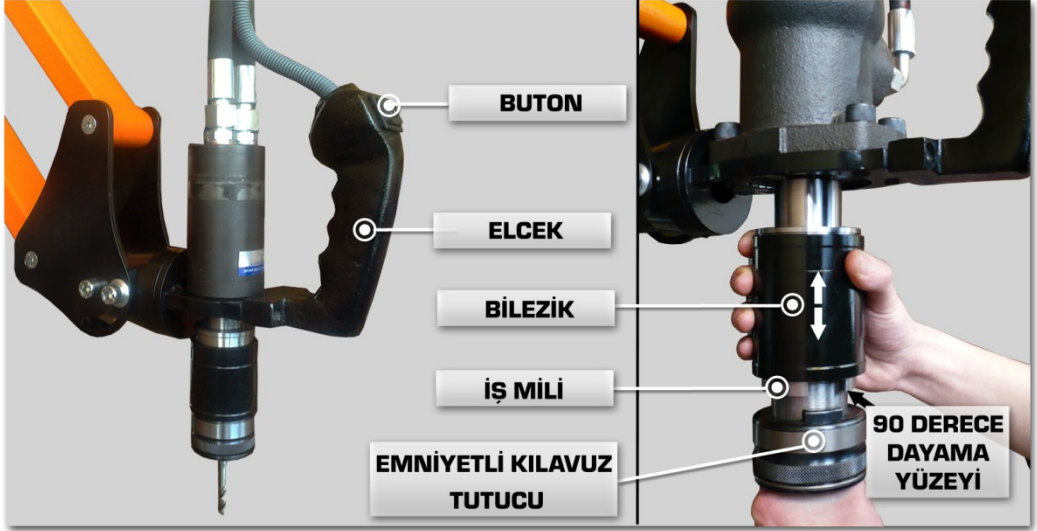 BUTON
ELCEK
BİLEZİK
İŞ MİLİ
EMNİYETLİ KILAVUZ
TUTUCU
90 DERECE
DAYAMA
YÜZEYİ